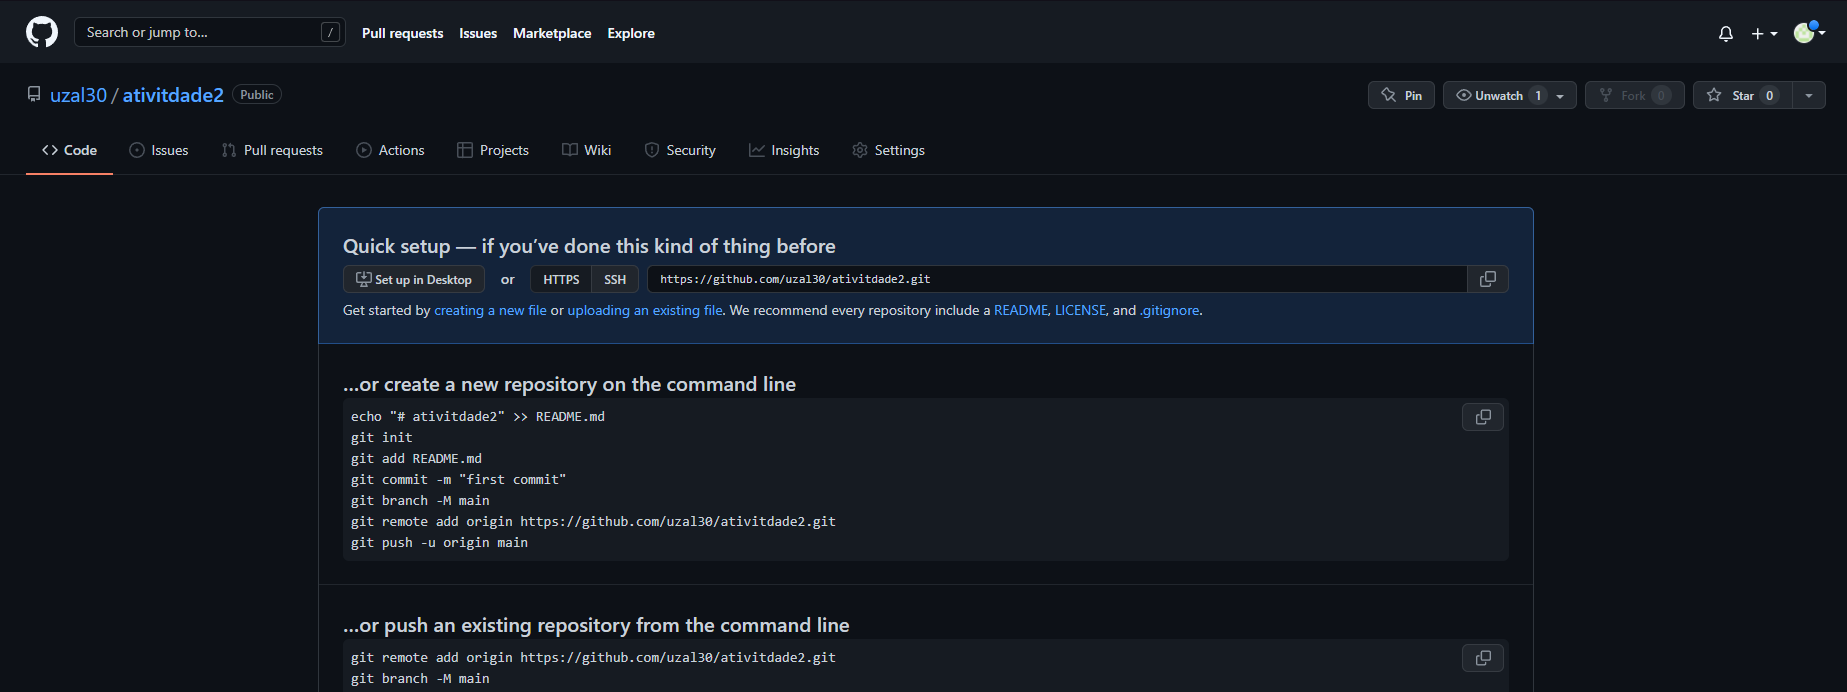 Search or jump to... /
Pull requests Issues Marketplace Explore
uzal30 / ativitdade2 Public
Pin Unwatch 1 Fork 0 Star 0
Code Issues Pull requests Actions Projects Wiki Security Insights Settings
Quick setup — if you’ve done this kind of thing before
Set up in Desktop or HTTPS SSH https://github.com/uzal30/ativitdade2.git
Get started by creating a new file or uploading an existing file. We recommend every repository include a README, LICENSE, and .gitignore.
…or create a new repository on the command line
echo "# ativitdade2" >> README.md
git init
git add README.md
git commit -m "first commit"
git branch -M main
git remote add origin https://github.com/uzal30/ativitdade2.git
git push -u origin main
…or push an existing repository from the command line
git remote add origin https://github.com/uzal30/ativitdade2.git
git branch -M main